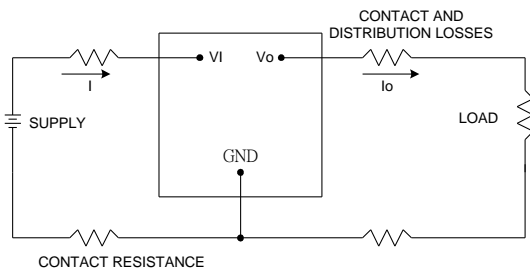 CONTACT AND
DISTRIBUTION LOSSES
VI
Vo
I
Io
SUPPLY
LOAD
GND
CONTACT RESISTANCE